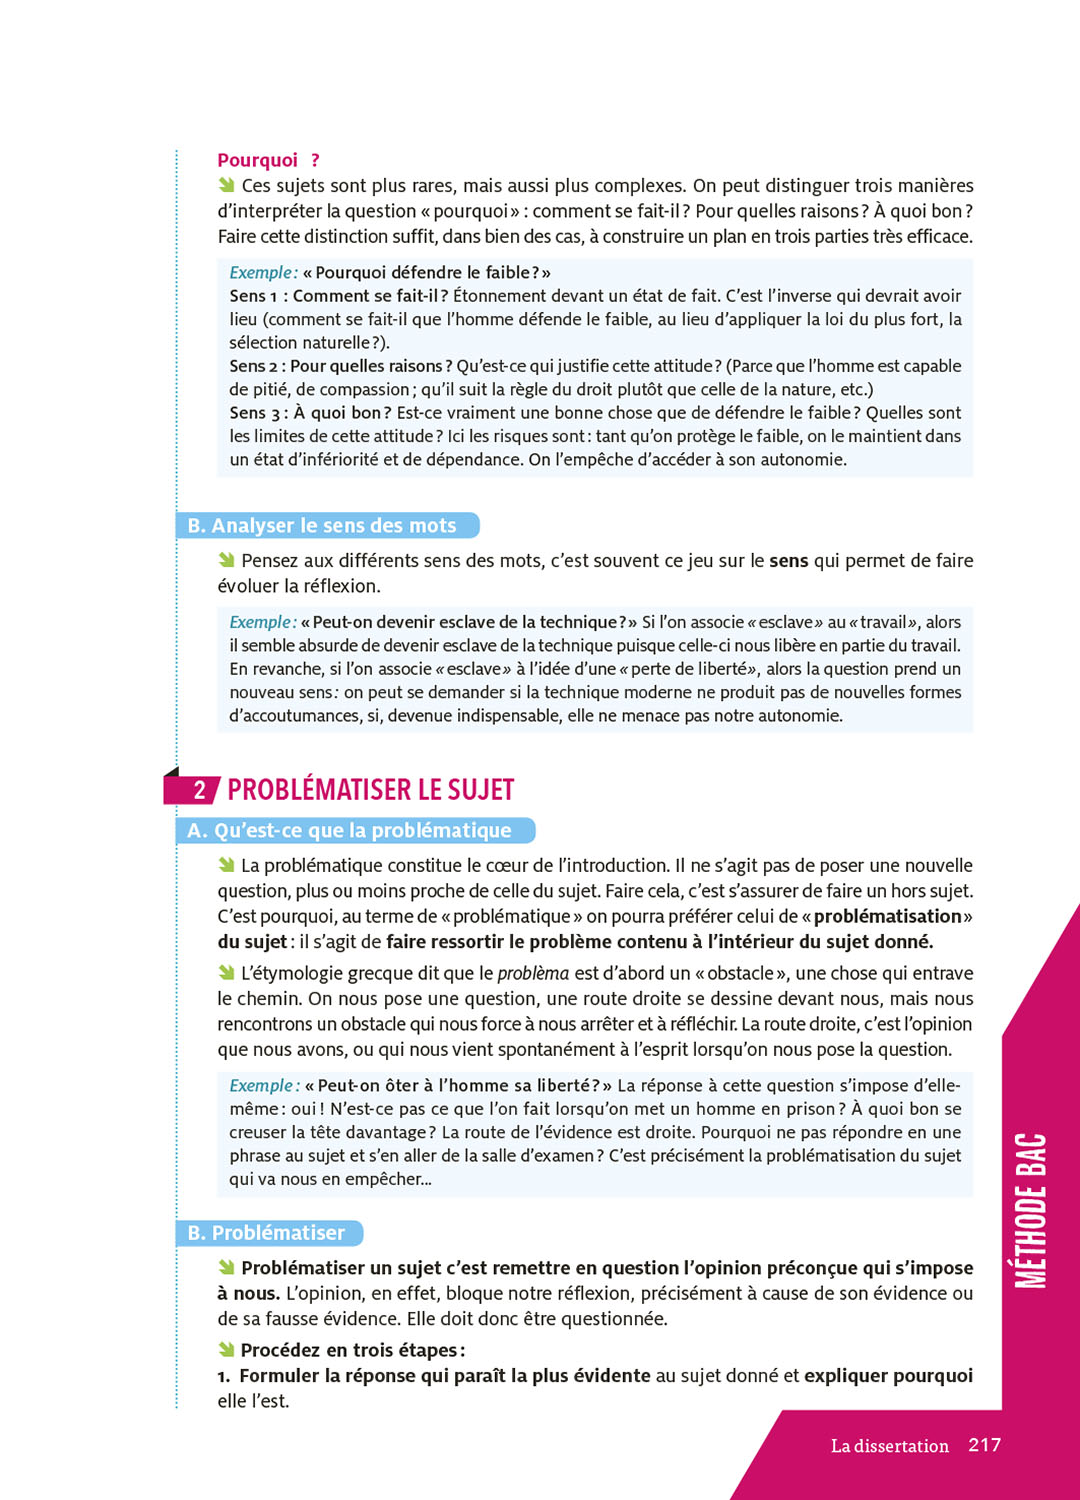 Pourquoi ?
Ces sujets sont plus rares, mais aussi plus complexes. On peut distinguer trois manières
d’interpréter la question « pourquoi » : comment se fait-il ? Pour quelles raisons ? À quoi bon ?
Faire cette distinction suffit, dans bien des cas, à construire un plan en trois parties très efficace.
Exemple : « Pourquoi défendre le faible ? »
Sens 1 : Comment se fait-il ? Étonnement devant un état de fait. C’est l’inverse qui devrait avoir
lieu (comment se fait-il que l’homme défende le faible, au lieu d’appliquer la loi du plus fort, la
sélection naturelle ?).
Sens 2 : Pour quelles raisons ? Qu’est-ce qui justifie cette attitude ? (Parce que l’homme est capable
de pitié, de compassion ; qu’il suit la règle du droit plutôt que celle de la nature, etc.)
Sens 3 : À quoi bon ? Est-ce vraiment une bonne chose que de défendre le faible ? Quelles sont
les limites de cette attitude ? Ici les risques sont : tant qu’on protège le faible, on le maintient dans
un état d’infériorité et de dépendance. On l’empêche d’accéder à son autonomie.
B. Analyser le sens des mots
Pensez aux différents sens des mots, c’est souvent ce jeu sur le sens qui permet de faire
évoluer la réflexion.
Exemple : « Peut-on devenir esclave de la technique ? » Si l’on associe « esclave » au « travail », alors
il semble absurde de devenir esclave de la technique puisque celle-ci nous libère en partie du travail.
En revanche, si l’on associe « esclave » à l’idée d’une « perte de liberté », alors la question prend un
nouveau sens : on peut se demander si la technique moderne ne produit pas de nouvelles formes
d’accoutumances, si, devenue indispensable, elle ne menace pas notre autonomie.
2 PROBLÉMATISER LE SUJET
A. Qu’est-ce que la problématique
La problématique constitue le cœur de l’introduction. Il ne s’agit pas de poser une nouvelle
question, plus ou moins proche de celle du sujet. Faire cela, c’est s’assurer de faire un hors sujet.
C’est pourquoi, au terme de « problématique » on pourra préférer celui de « problématisation »
du sujet : il s’agit de faire ressortir le problème contenu à l’intérieur du sujet donné.
L’étymologie grecque dit que le problèma est d’abord un « obstacle », une chose qui entrave
le chemin. On nous pose une question, une route droite se dessine devant nous, mais nous
rencontrons un obstacle qui nous force à nous arrêter et à réfléchir. La route droite, c’est l’opinion
que nous avons, ou qui nous vient spontanément à l’esprit lorsqu’on nous pose la question.
Exemple : « Peut-on ôter à l’homme sa liberté ? » La réponse à cette question s’impose d’elle-
même : oui ! N’est-ce pas ce que l’on fait lorsqu’on met un homme en prison ? À quoi bon se
creuser la tête davantage ? La route de l’évidence est droite. Pourquoi ne pas répondre en une
phrase au sujet et s’en aller de la salle d’examen ? C’est précisément la problématisation du sujet
qui va nous en empêcher...
B. Problématiser
Problématiser un sujet c’est remettre en question l’opinion préconçue qui s’impose
à nous. L’opinion, en effet, bloque notre réflexion, précisément à cause de son évidence ou
de sa fausse évidence. Elle doit donc être questionnée.
Procédez en trois étapes :
1. Formuler la réponse qui paraît la plus évidente au sujet donné et expliquer pourquoi
elle l’est.
MÉTHODE BAC
La dissertation 217